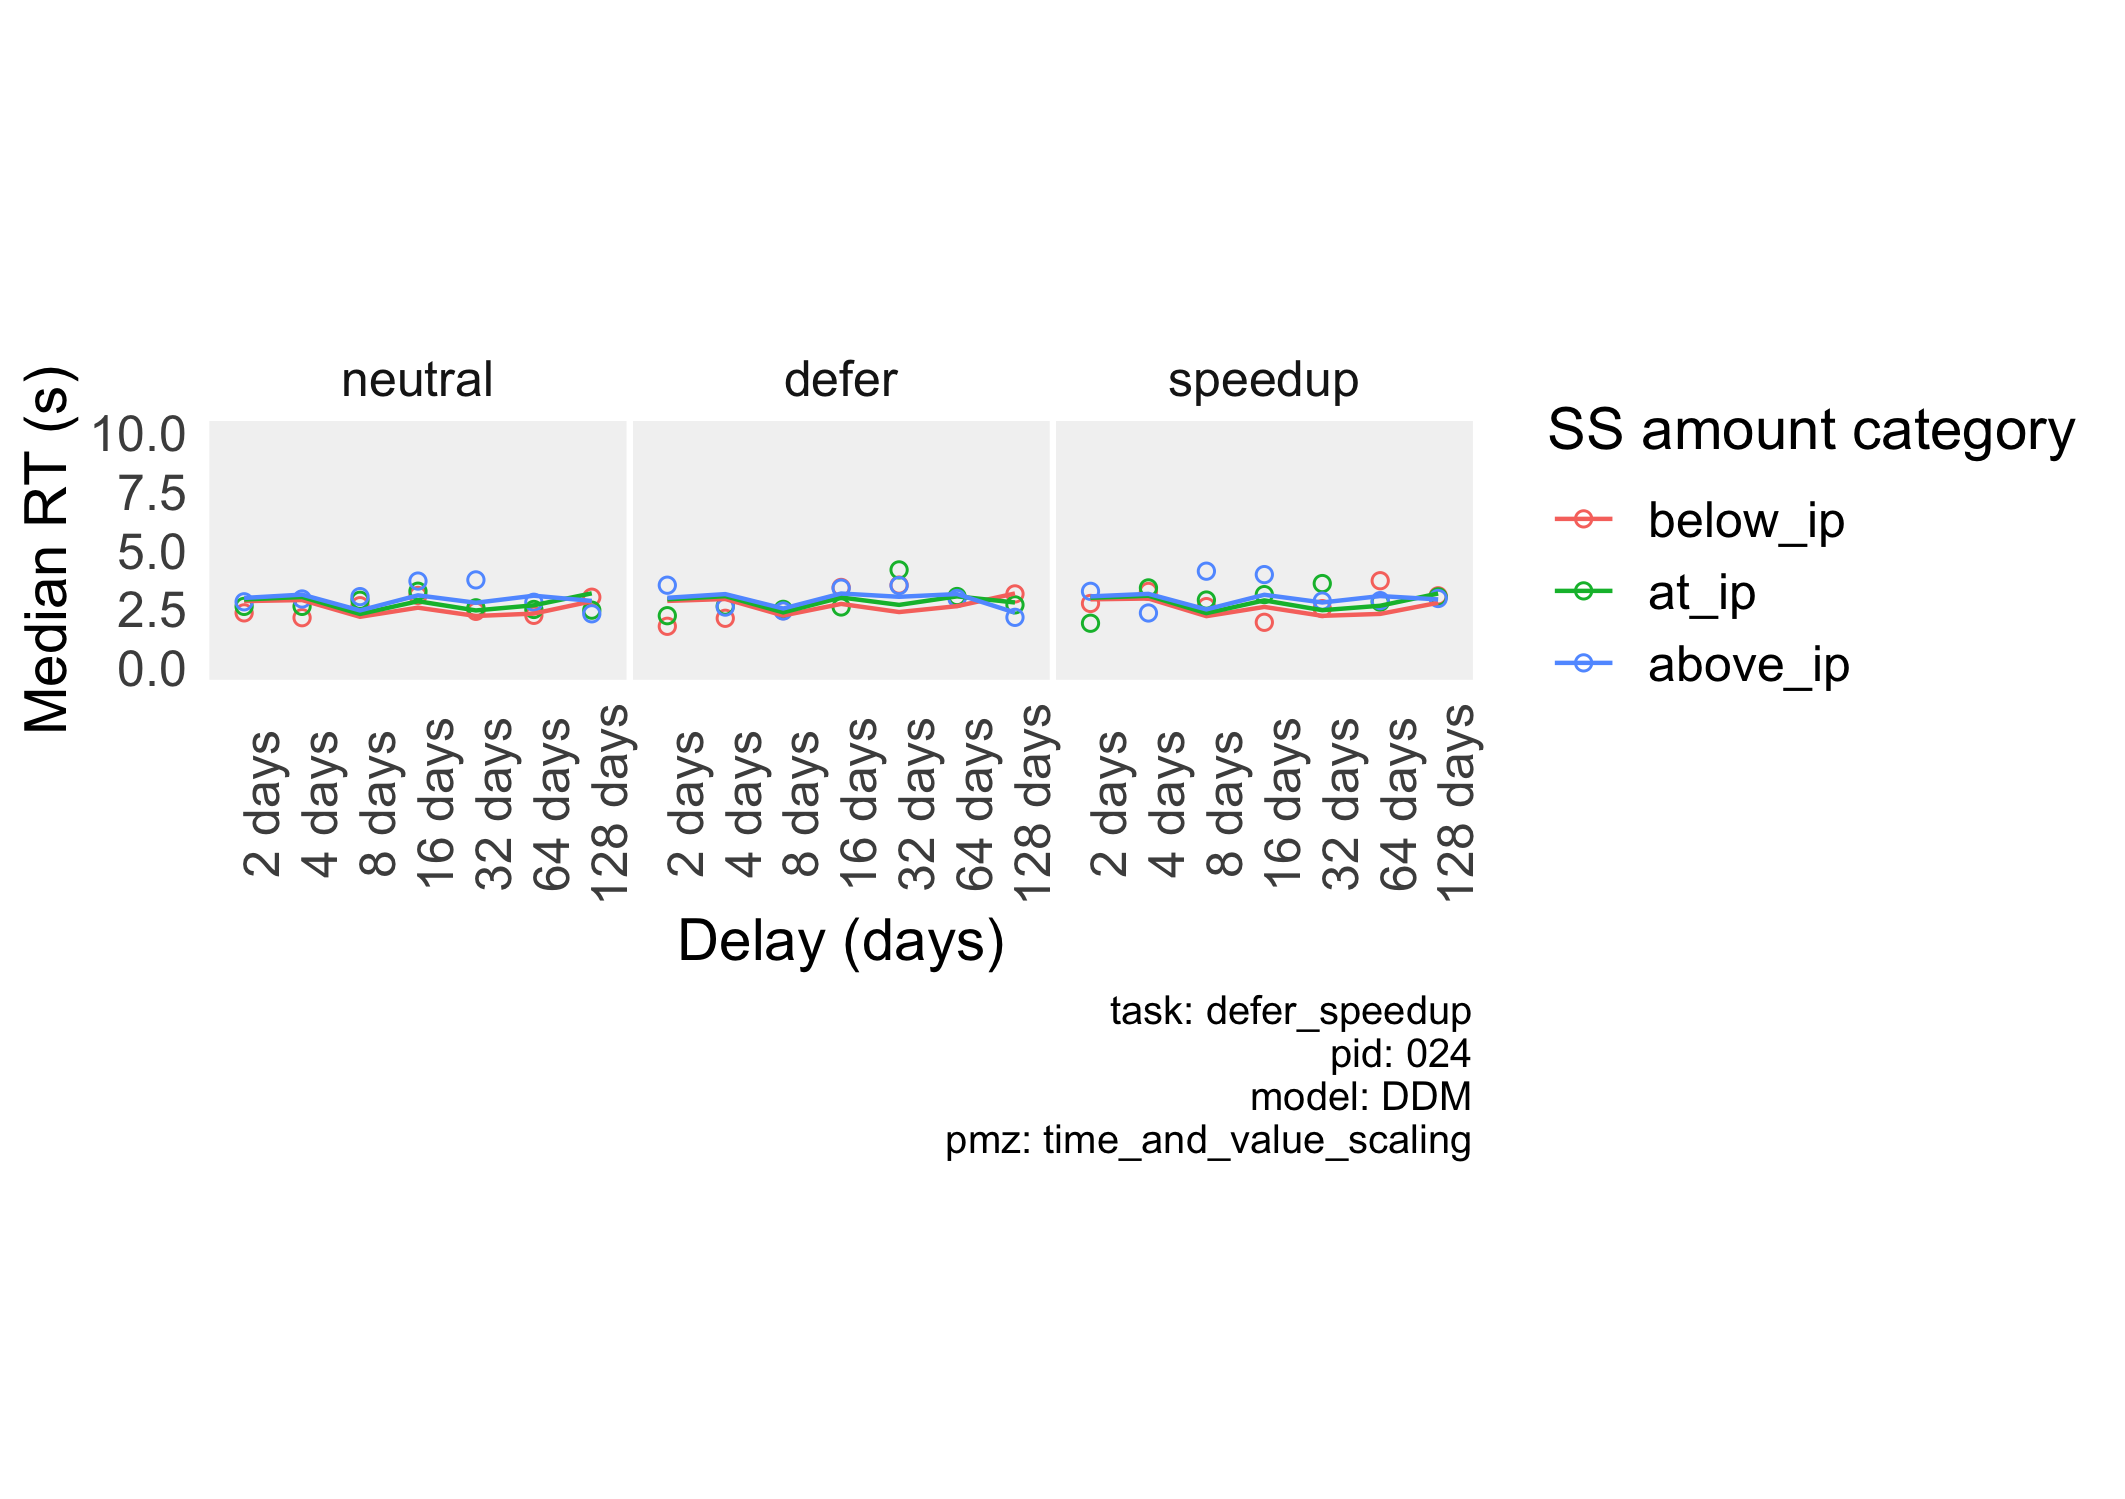 neutral
defer
speedup
Median RT (s)
10.0
7.5
5.0
2.5
0.0
2 days
4 days
8 days
16 days
32 days
64 days
128 days
2 days
4 days
8 days
16 days
32 days
64 days
128 days
2 days
4 days
8 days
16 days
32 days
64 days
128 days
Delay (days)
SS amount category
below_ip
at_ip
above_ip
task: defer_speedup
pid: 024
model: DDM
pmz: time_and_value_scaling